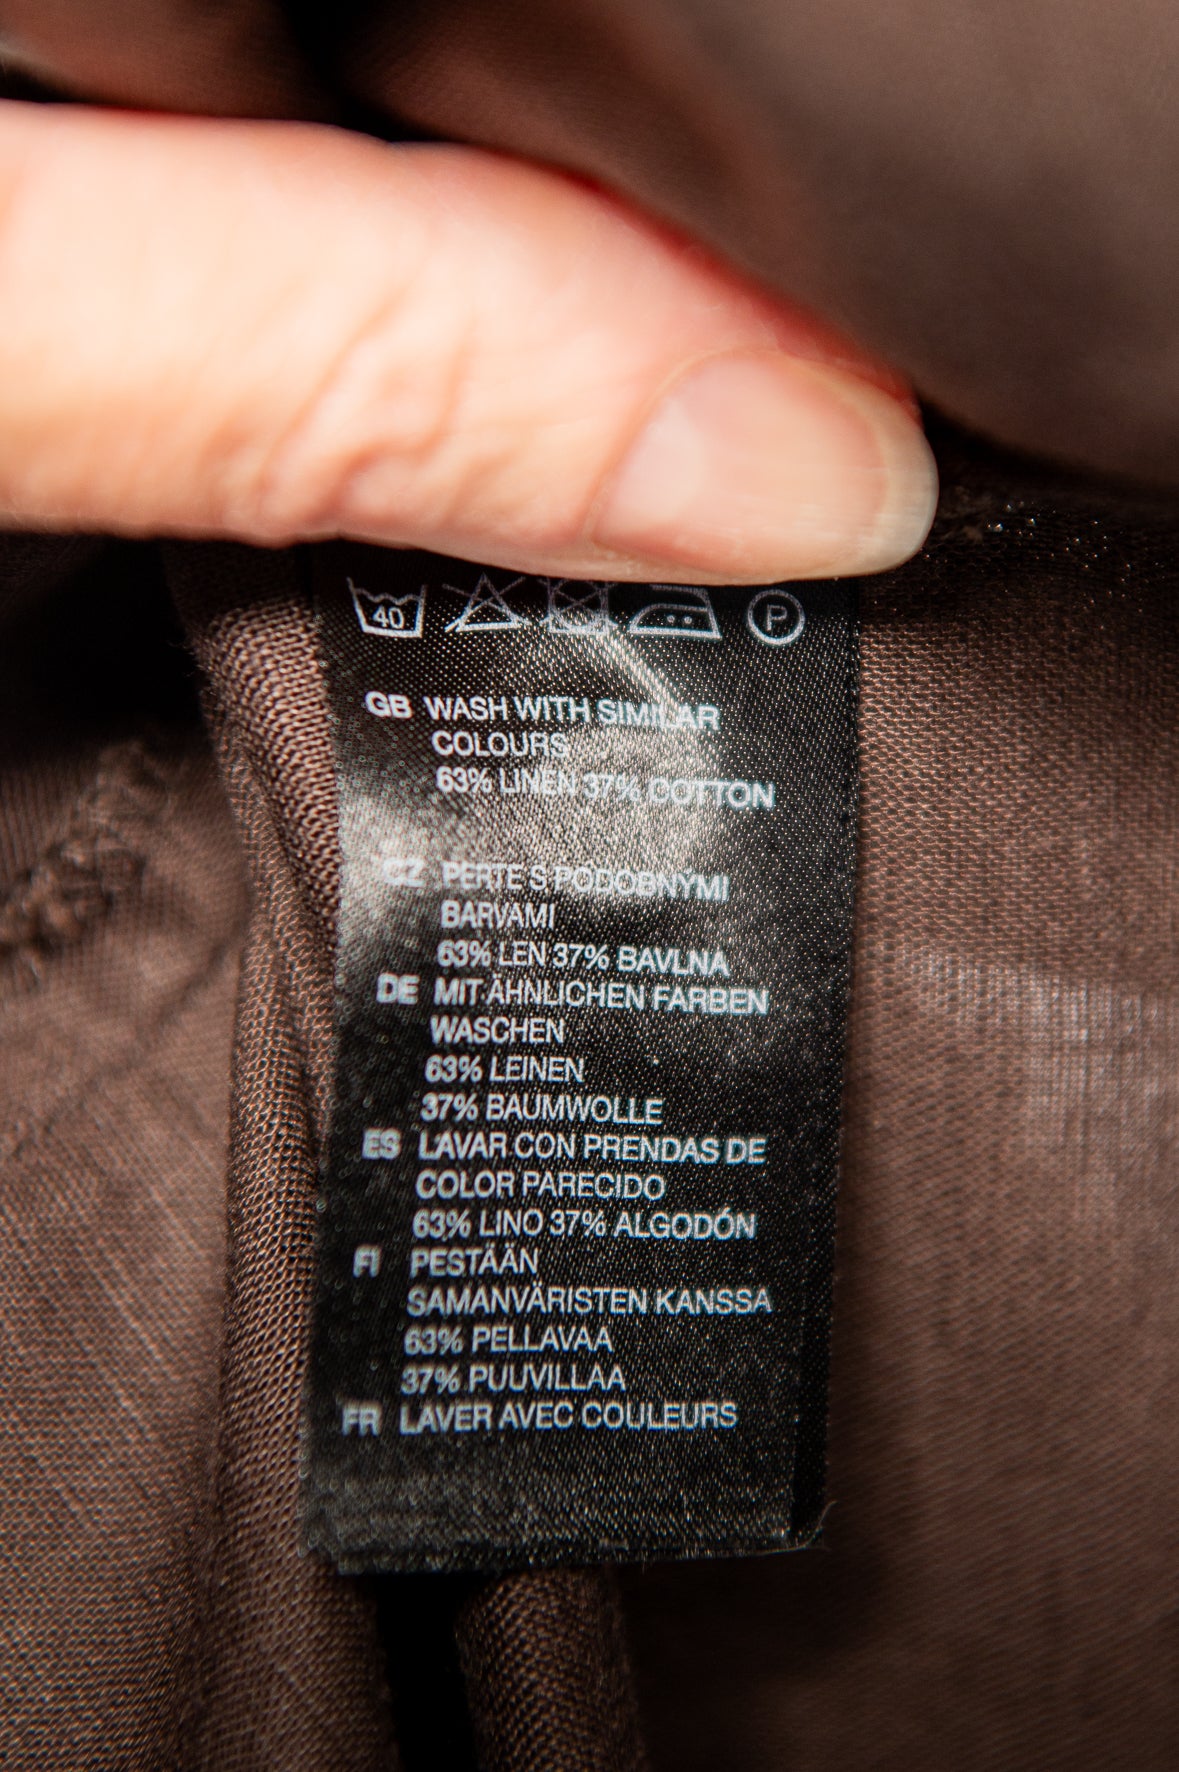 40 P
GB WASH WITH SIMILAR
COLOURS
63% LINEN 37% COTTON
CZ PERTE S PODOBNÝMI
BARVAMI
63% LEN 37% BAVLNA
DE MIT ÄHNLICHEN FARBEN
WASCHEN
63% LEINEN
37% BAUMWOLLE
ES LAVAR CON PRENDAS DE
COLOR PARECIDO
63% LINO 37% ALGODÓN
FI PESTÄÄN
SAMANVÄRISTEN KANSSA
63% PELLAVAA
37% PUUVILLAA
FR LAVER AVEC COULEURS